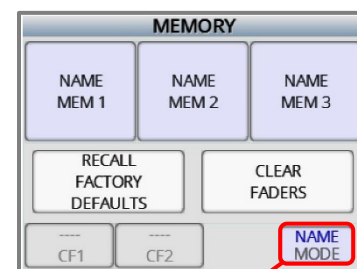 MEMORY
NAME NAME NAME
MEM 1 MEM 2 MEM 3
RECALL
FACTORY
DEFAULTS
CLEAR
FADERS
---- ---- NAME
CF1 CF2 MODE